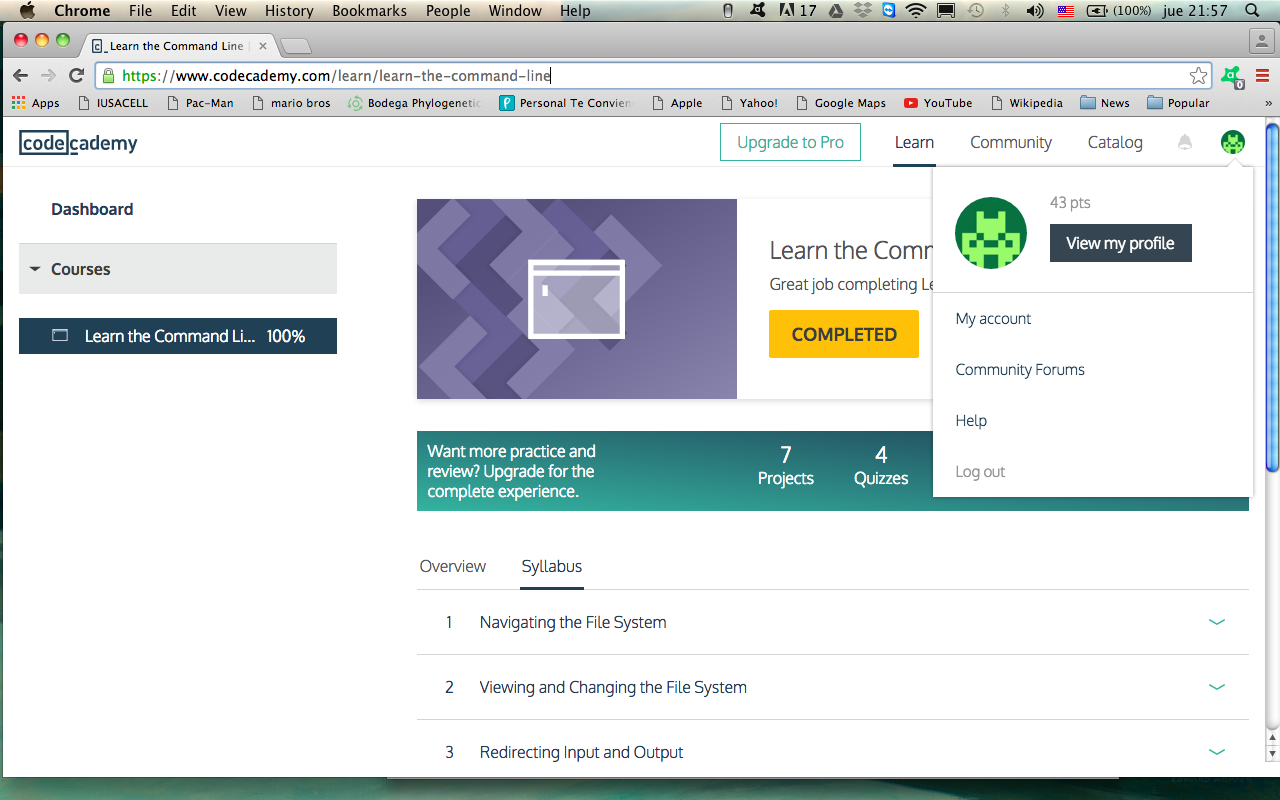 Chrome File Edit View History Bookmarks People Window Help 17 (100%) jue 21:57
Learn the Command Line
https://www.codecademy.com/learn/learn-the-command-line
0
Apps IUSACELL Pac-Man mario bros Bodega Phylogenetic Personal Te Convien Apple Yahoo! Google Maps YouTube Wikipedia News Popular »
codecademy
Upgrade to Pro Learn Community Catalog
Dashboard
Courses
Learn the Command Li... 100%
Learn the Comm
Great job completing Le
COMPLETED
43 pts
View my profile
My account
Community Forums
Help
Log out
Want more practice and
review? Upgrade for the
complete experience.
7
Projects
4
Quizzes
Overview Syllabus
1 Navigating the File System
2 Viewing and Changing the File System
3 Redirecting Input and Output